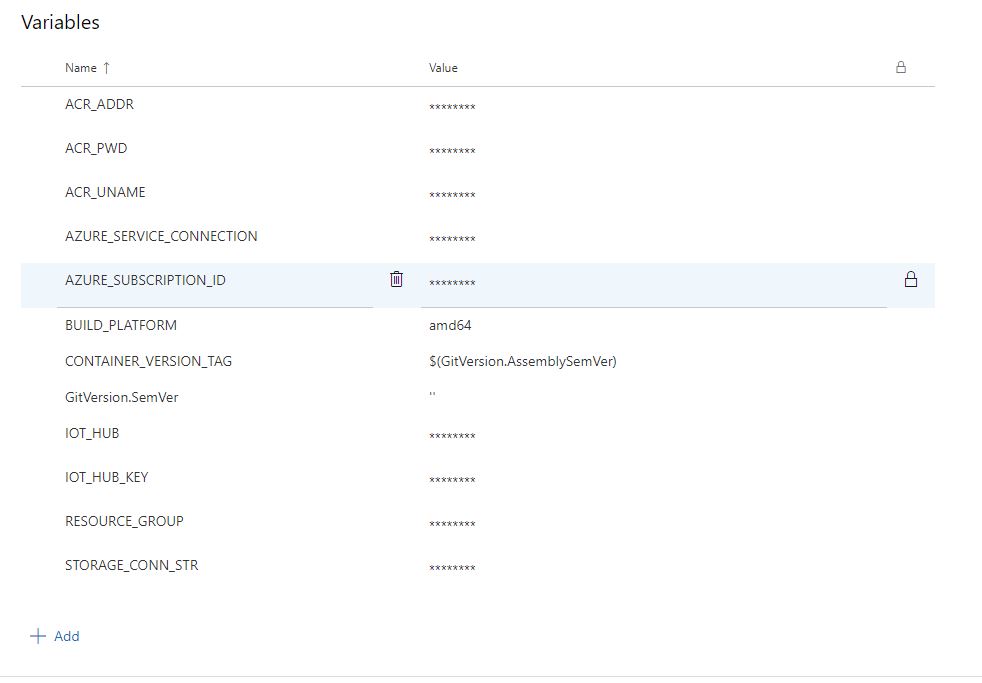 Variables
Name ↑ Value
ACR_ADDR ********
ACR_PWD ********
ACR_UNAME ********
AZURE_SERVICE_CONNECTION ********
AZURE_SUBSCRIPTION_ID ********
BUILD_PLATFORM amd64
CONTAINER_VERSION_TAG $(GitVersion.AssemblySemVer)
GitVersion.SemVer ''
IOT_HUB ********
IOT_HUB_KEY ********
RESOURCE_GROUP ********
STORAGE_CONN_STR ********
+ Add